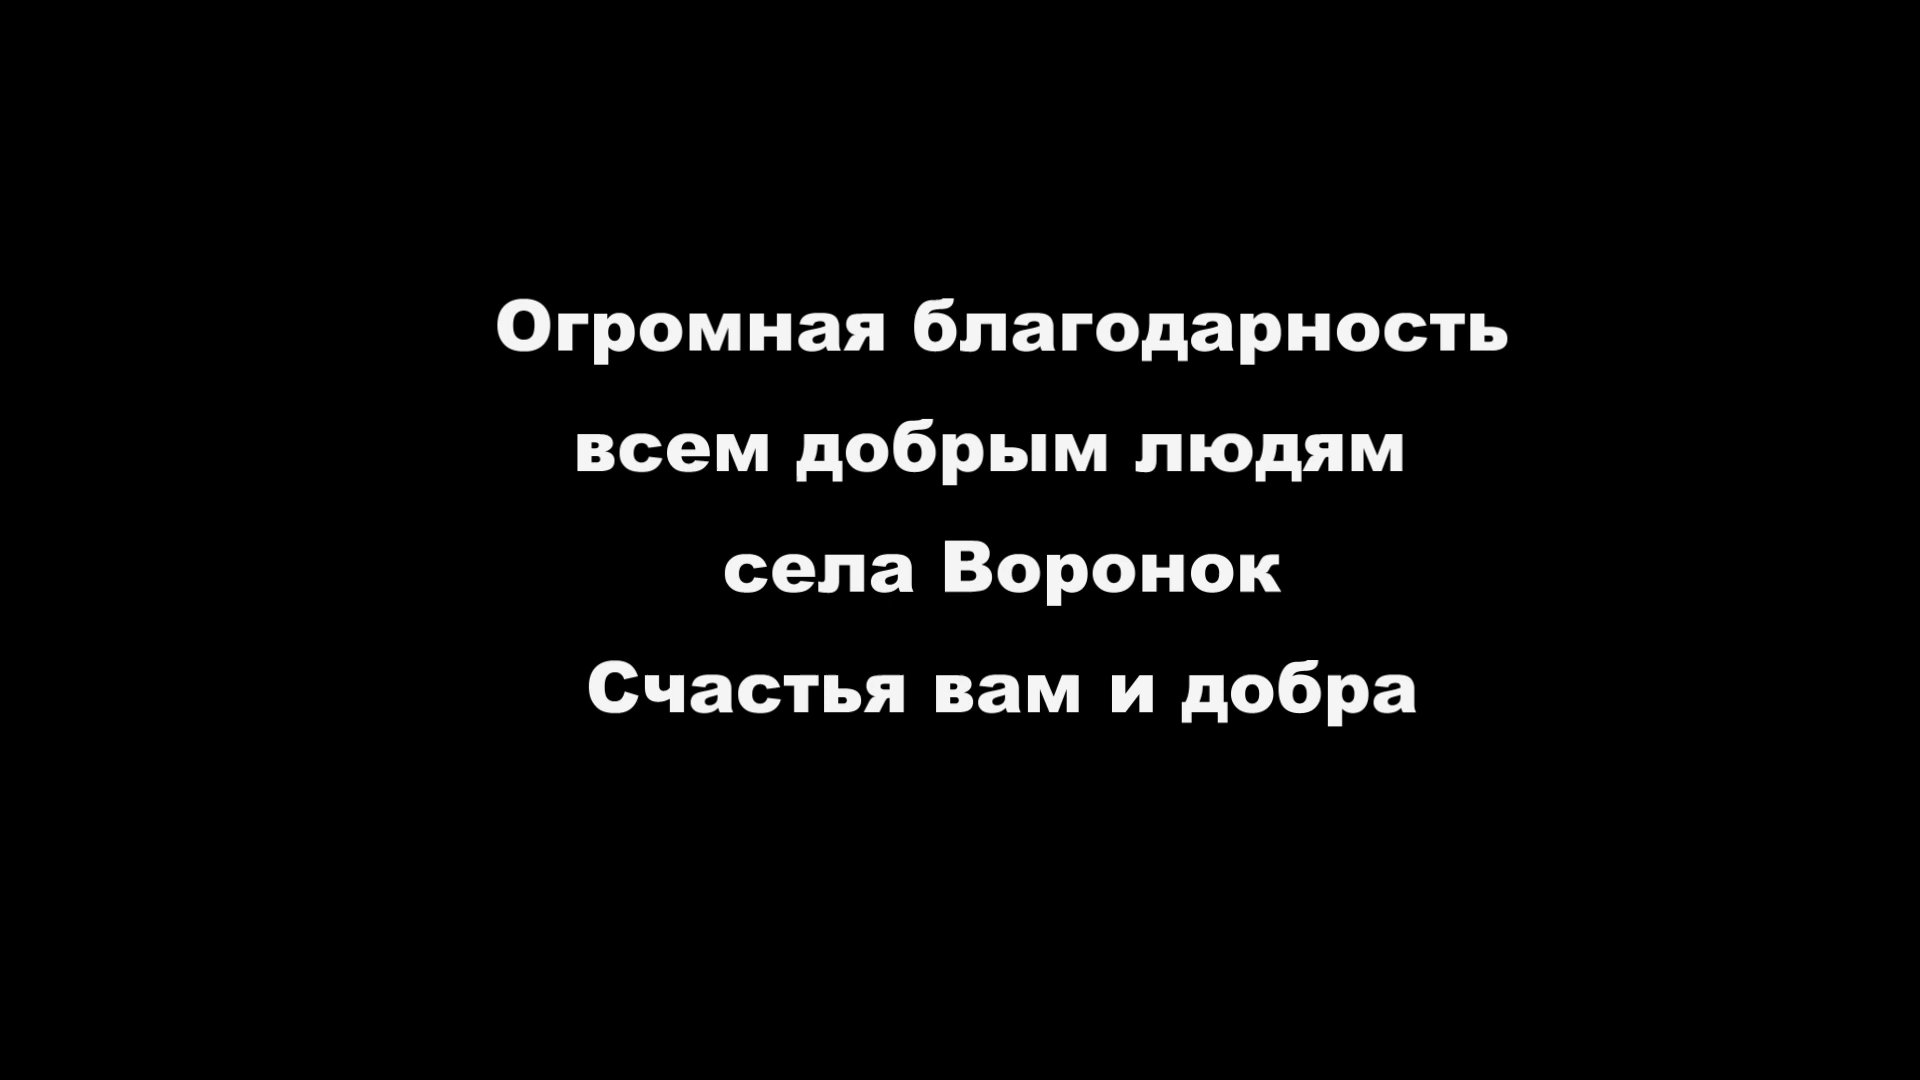 Огромная благодарность
всем добрым людям
села Воронок
Счастья вам и добра